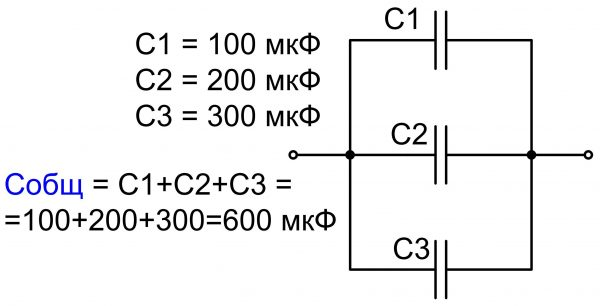 C1
C1 = 100 мкФ
C2 = 200 мкФ
C3 = 300 мкФ
C2
Cобщ = C1+C2+C3 =
=100+200+300=600 мкФ
C3